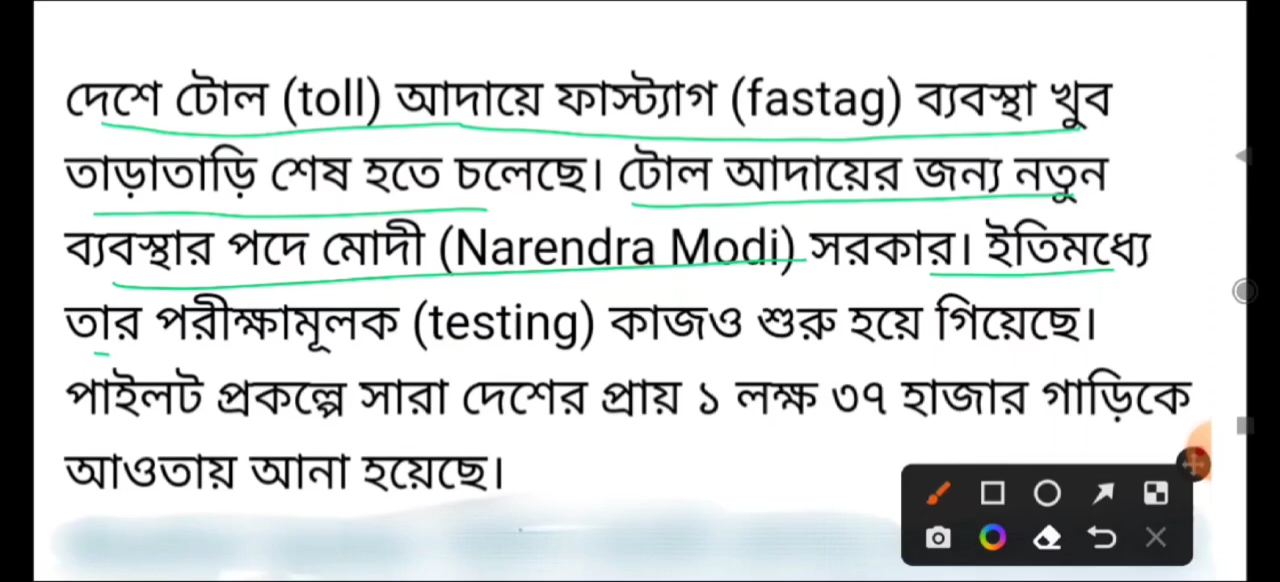 দেশে টোল (toll) আদায়ে ফাস্ট্যাগ (fastag) ব্যবস্থা খুব
তাড়াতাড়ি শেষ হতে চলেছে। টোল আদায়ের জন্য নতুন
ব্যবস্থার পদে মোদী (Narendra Modi) সরকার। ইতিমধ্যে
তার পরীক্ষামূলক (testing) কাজও শুরু হয়ে গিয়েছে।
পাইলট প্রকল্পে সারা দেশের প্রায় ১ লক্ষ ৩৭ হাজার গাড়িকে
আওতায় আনা হয়েছে।